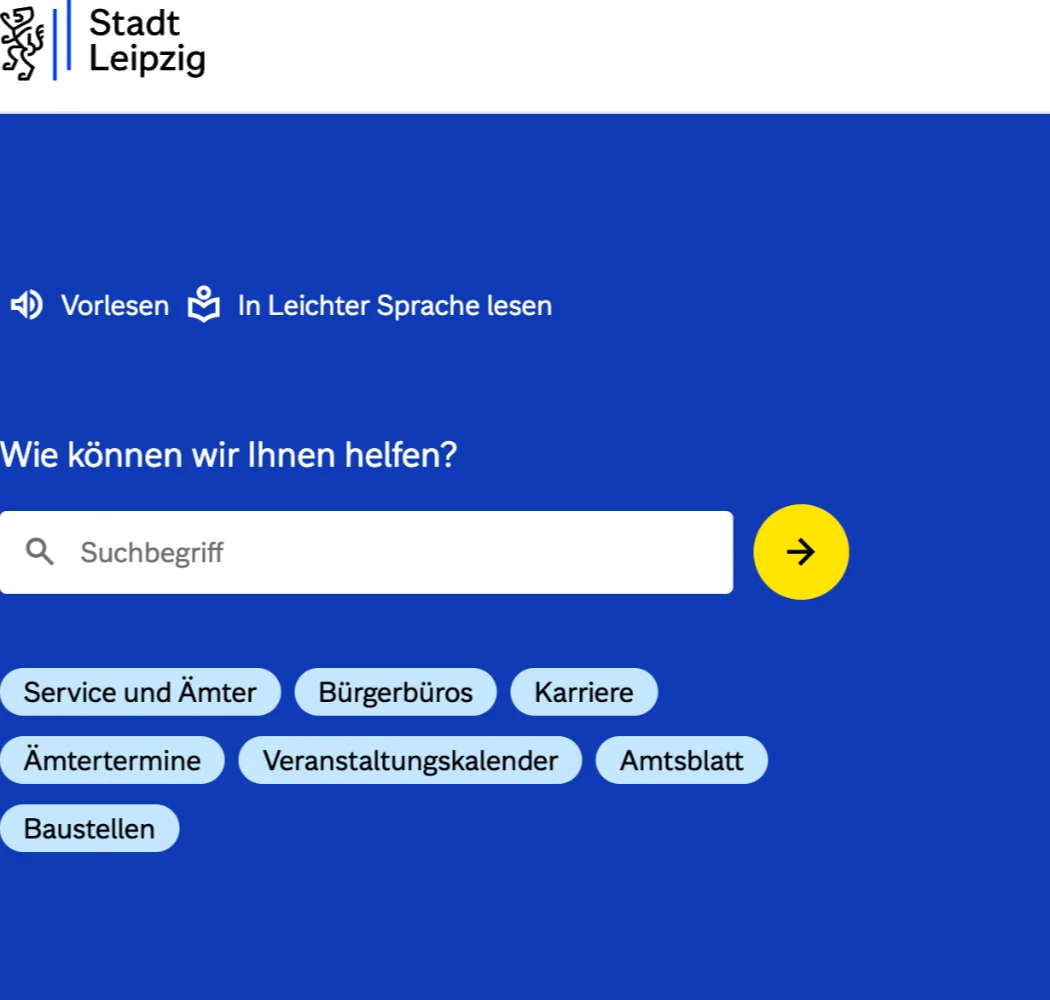 Stadt
Leipzig
Vorlesen In Leichter Sprache lesen
Wie können wir Ihnen helfen?
Suchbegriff
Service und Ämter Bürgerbüros Karriere
Ämtertermine Veranstaltungskalender Amtsblatt
Baustellen